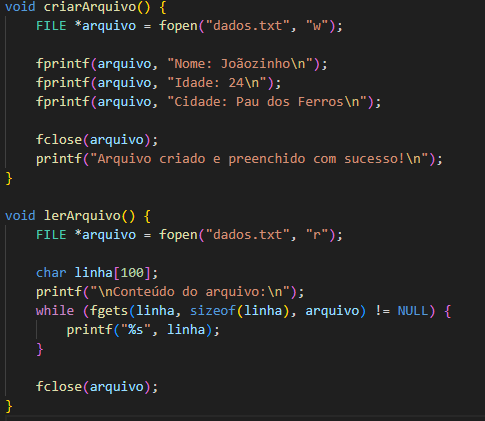 void criarArquivo() {
    FILE *arquivo = fopen("dados.txt", "w");

    fprintf(arquivo, "Nome: Joãozinho\n");
    fprintf(arquivo, "Idade: 24\n");
    fprintf(arquivo, "Cidade: Pau dos Ferros\n");

    fclose(arquivo);
    printf("Arquivo criado e preenchido com sucesso!\n");
}

void lerArquivo() {
    FILE *arquivo = fopen("dados.txt", "r");

    char linha[100];
    printf("\nConteúdo do arquivo:\n");
    while (fgets(linha, sizeof(linha), arquivo) != NULL) {
        printf("%s", linha);
    }

    fclose(arquivo);
}